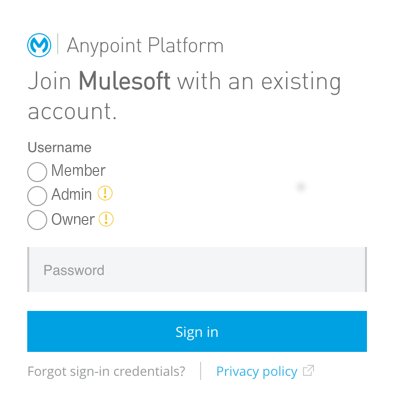 Anypoint Platform
Join Mulesoft with an existing
account.
Username
Member
Admin
Owner
Password
Sign in
Forgot sign-in credentials? Privacy policy